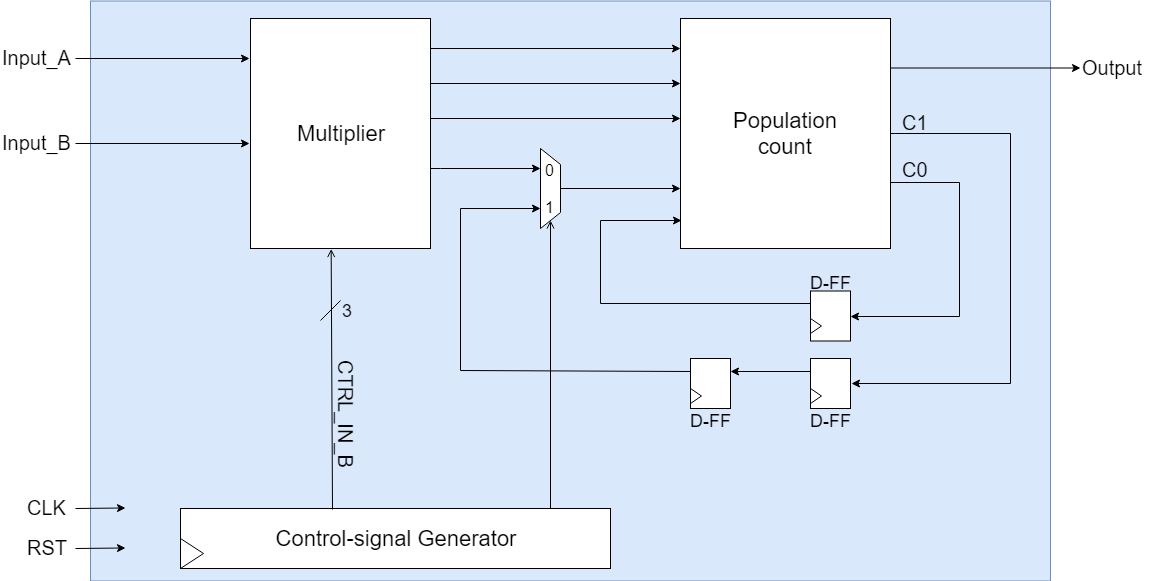 Input_A
Input_B
Multiplier
0
1
Population
count
Output
C1
C0
D-FF
D-FF
D-FF
3
CTRL_IN_B
CLK
RST
Control-signal Generator